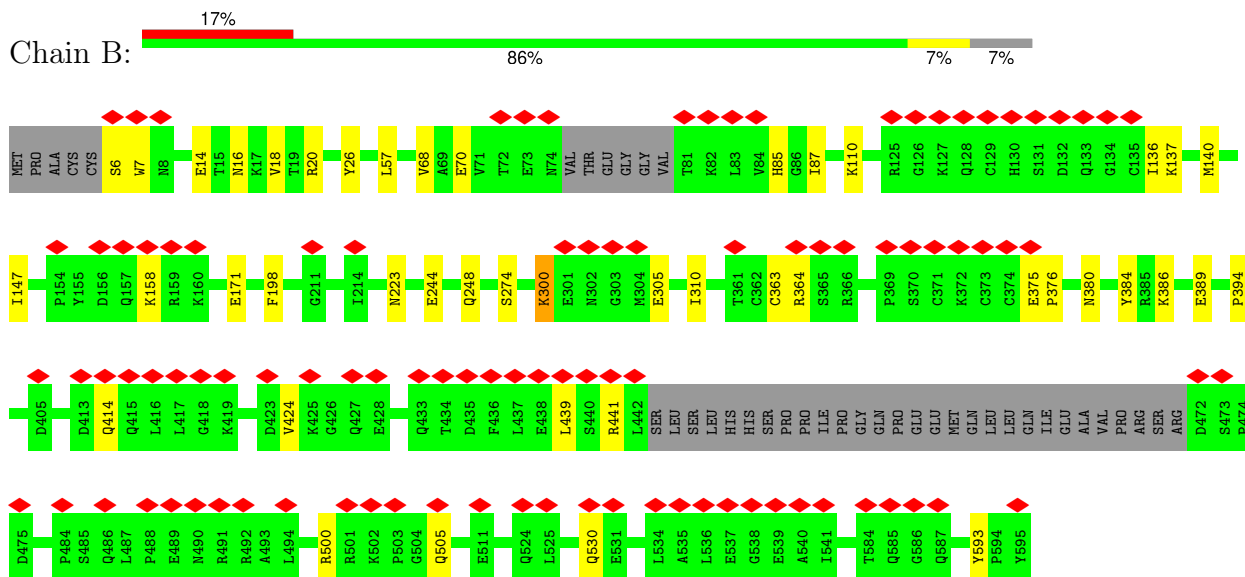 17%
Chain B:
86% 7% 7%
MET PRO ALA CYS CYS S6 W7 N8 E14 T15 N16 K17 V18 T19 R20 Y26 L57 V68 A69 E70 V71 T72 E73 N74 VAL THR GLU GLY GLY VAL T81 K82 L83 V84 H85 G86 I87 K110 R125 G126 K127 Q128 C129 H130 S131 D132 Q133 G134 C135 I136 K137 M140
I147 P154 Y155 D156 Q157 K158 R159 K160 E171 F198 G211 I214 N223 E244 Q248 S274 K300 E301 N302 G303 M304 E305 I310 T361 C362 C363 R364 S365 R366 P369 S370 C371 K372 C373 C374 E375 P376 N380 Y384 R385 K386 E389 P394
D405 D413 Q414 Q415 L416 L417 G418 K419 D423 V424 K425 G426 Q427 E428 Q433 T434 D435 F436 L437 E438 L439 S440 R441 L442 SER LEU SER LEU HIS HIS SER PRO PRO ILE PRO GLY GLN PRO GLU GLU MET GLN LEU LEU GLN ILE GLU ALA VAL PRO ARG SER ARG D472 S473 P474
D475 P484 S485 Q486 L487 P488 E489 N490 R491 R492 A493 L494 R500 R501 K502 P503 G504 Q505 E511 Q524 L525 Q530 E531 L534 A535 L536 E537 G538 E539 A540 I541 T584 Q585 G586 Q587 Y593 P594 Y595